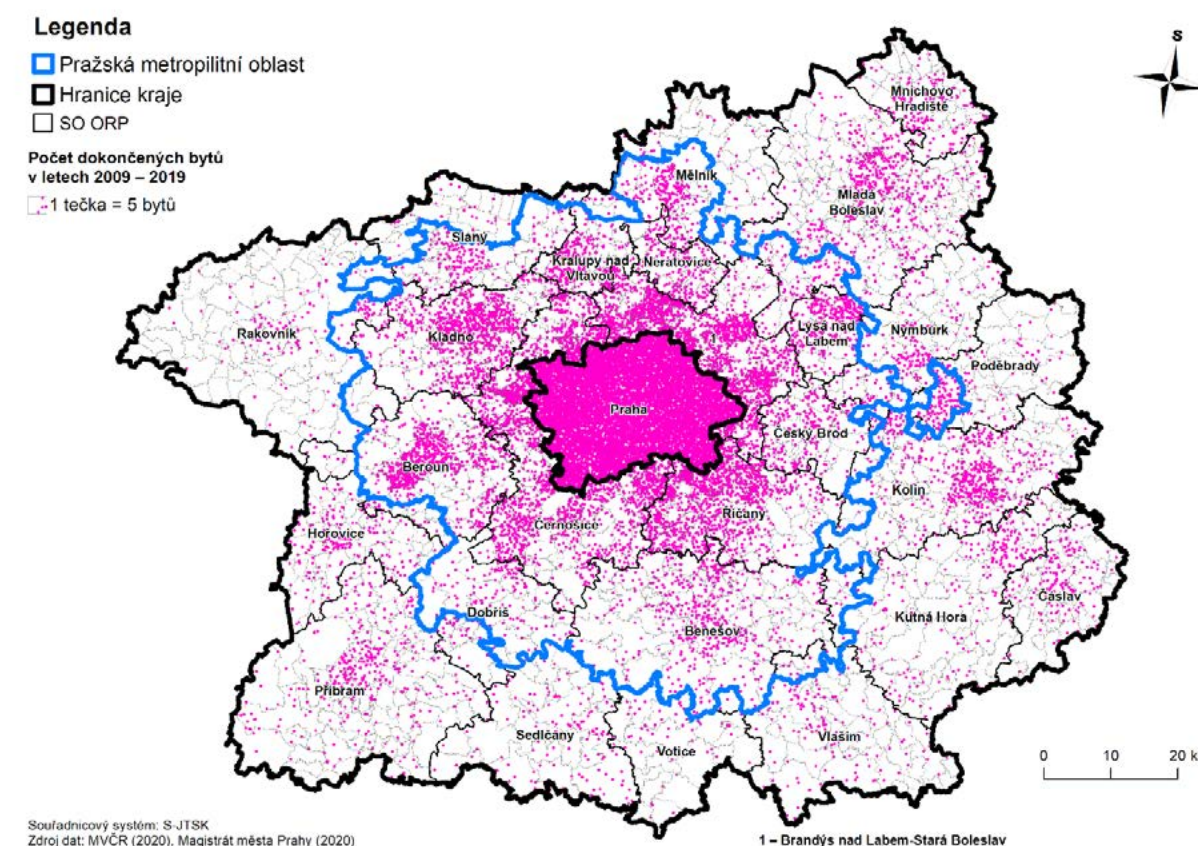 Legenda
Pražská metropilitní oblast
Hranice kraje
SO ORP
Počet dokončených bytů
v letech 2009 – 2019
1 tečka = 5 bytů
S
Mnichovo
Hradiště
Mělník
Mladá
Boleslav
Slaný
Kralupy nad
Vltavou
Neratovice
Rakovník
Kladno
Lysá nad
Labem
Nymburk
Poděbrady
1
Praha
Český Brod
Beroun
Kolín
Hořovice
Černošice
Říčany
Čáslav
Dobříš
Benešov
Kutná Hora
Příbram
Sedlčany
Votice
Vlašim
0 10 20 k
Souřadnicový systém: S-JTSK
Zdroj dat: MVČR (2020), Magistrát města Prahy (2020)
1 – Brandýs nad Labem-Stará Boleslav